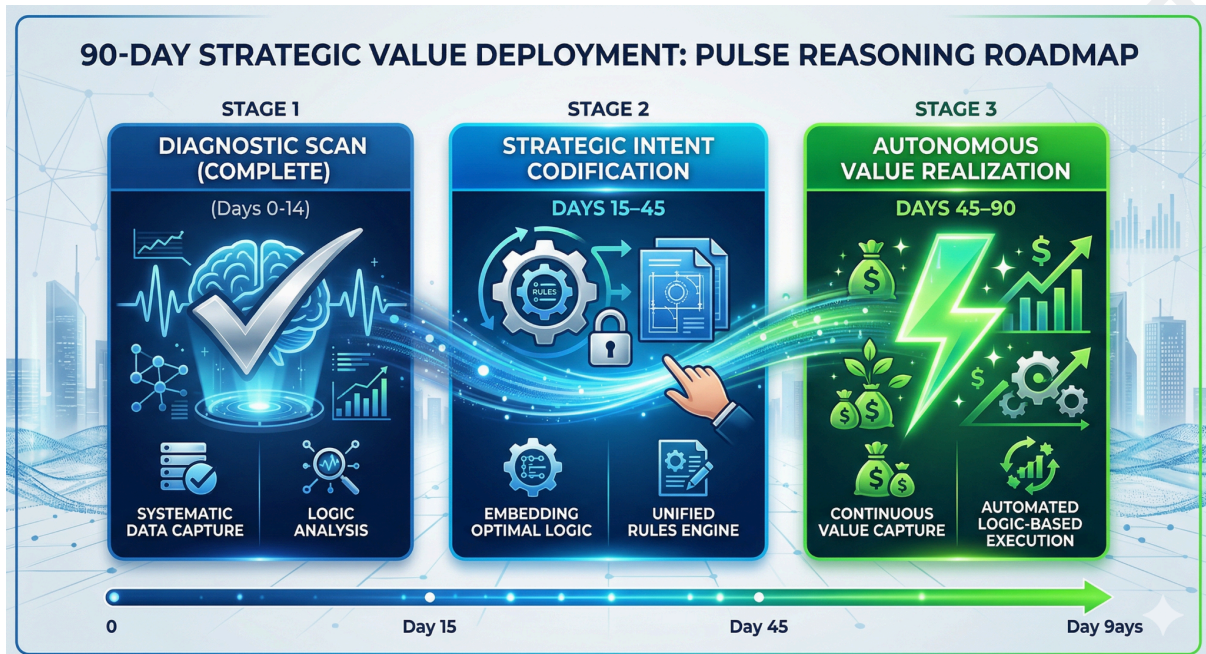 90-DAY STRATEGIC VALUE DEPLOYMENT: PULSE REASONING ROADMAP
STAGE 1
DIAGNOSTIC SCAN
(COMPLETE)
(Days 0-14)
SYSTEMATIC
DATA CAPTURE
LOGIC
ANALYSIS
STAGE 2
STRATEGIC INTENT
CODIFICATION
DAYS 15–45
RULES
EMBEDDING
OPTIMAL LOGIC
UNIFIED
RULES ENGINE
STAGE 3
AUTONOMOUS
VALUE REALIZATION
DAYS 45–90
$
$
$
$ $
$ $
CONTINUOUS
VALUE CAPTURE
AUTOMATED
LOGIC-BASED
EXECUTION
0
Day 15
Day 45
Day 9ays